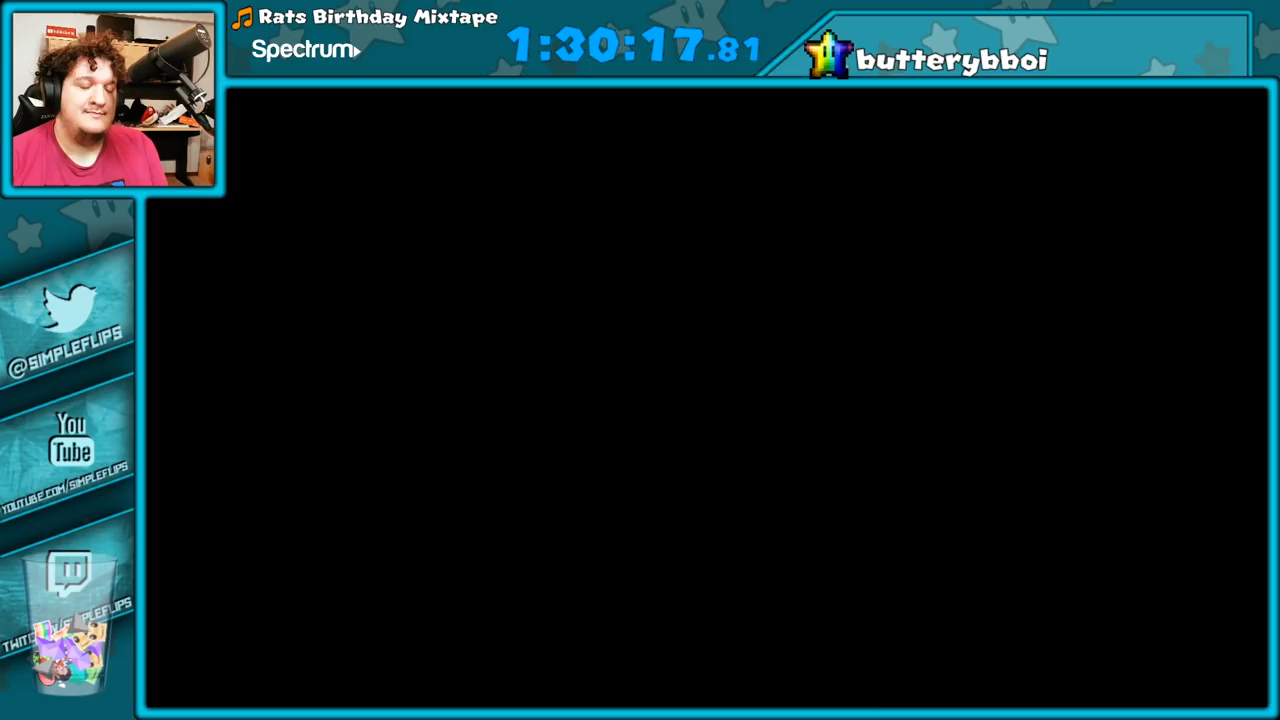 Rats Birthday Mixtape
Spectrum
1:30:17.81
butterybboi
@SIMPLEFLIPS
You
Tube
YOUTUBE.COM/SIMPLEFLIPS